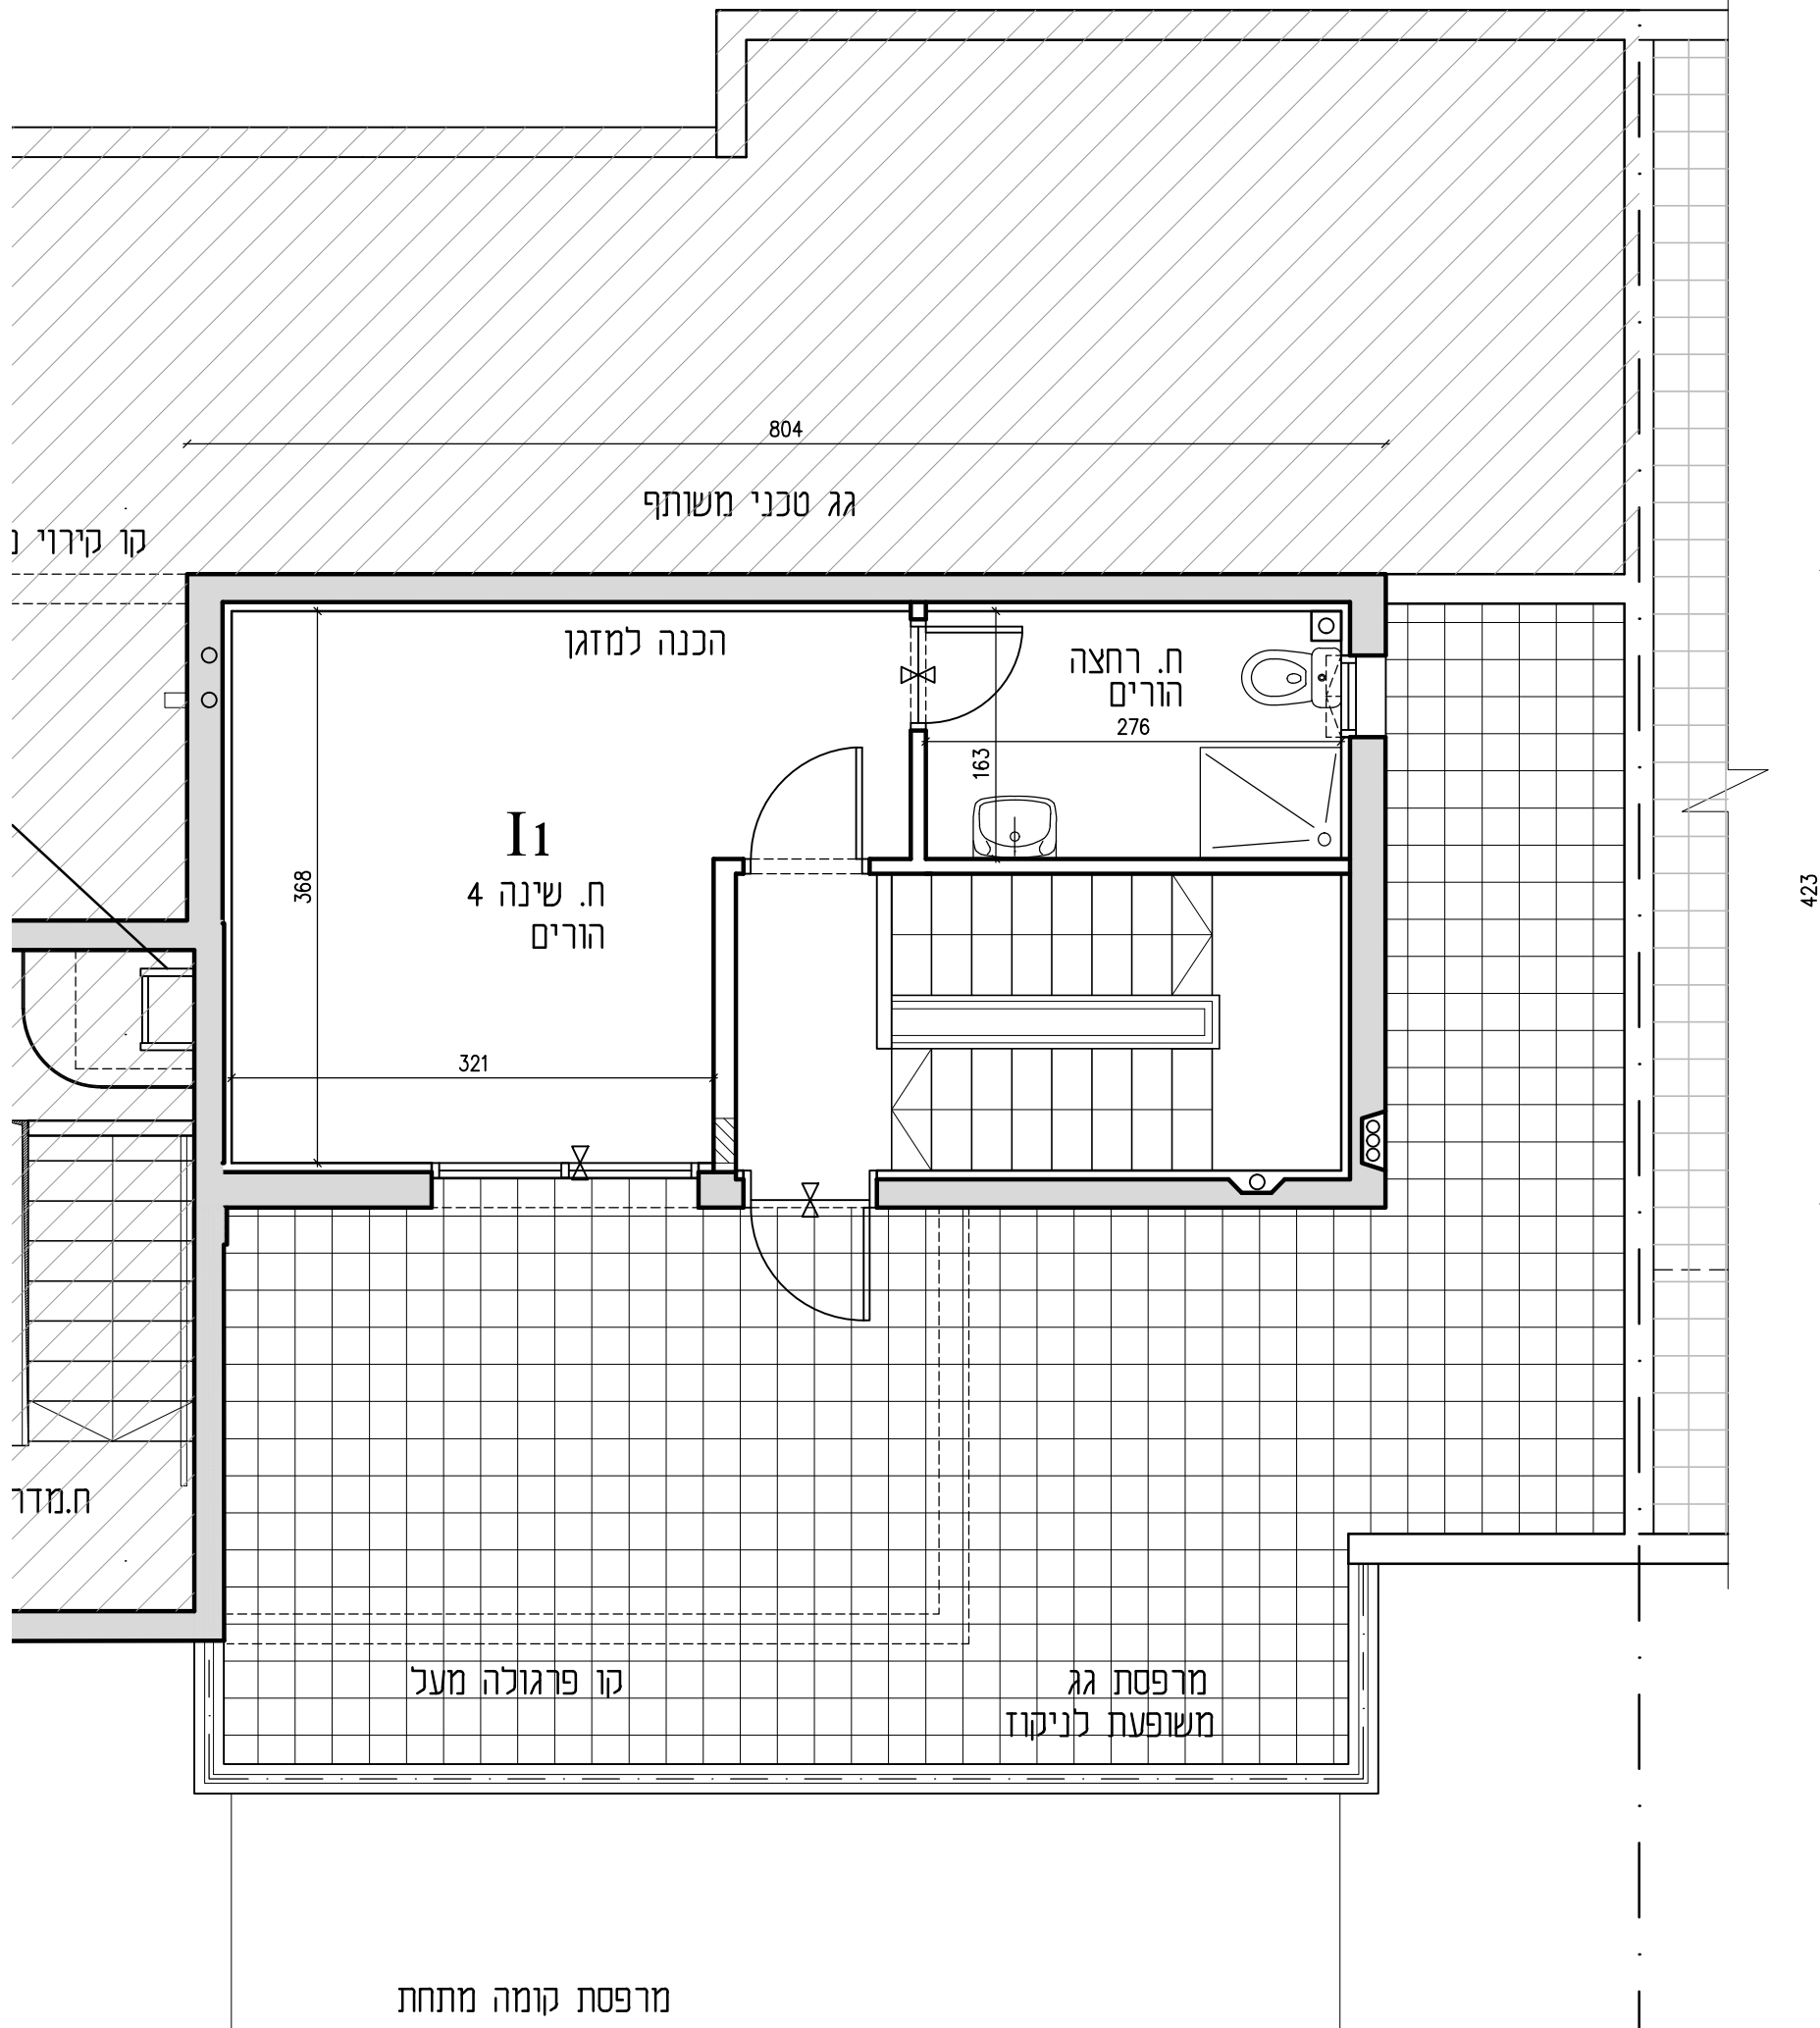 804
גג טכני משותף
קו קירוי
הכנה למזגן
ח. רחצה
הורים
276
163
I1
ח. שינה 4
הורים
368
423
321
ח.מדר
קו פרגולה מעל
מרפסת גג
משופעת לניקוז
מרפסת קומה מתחת